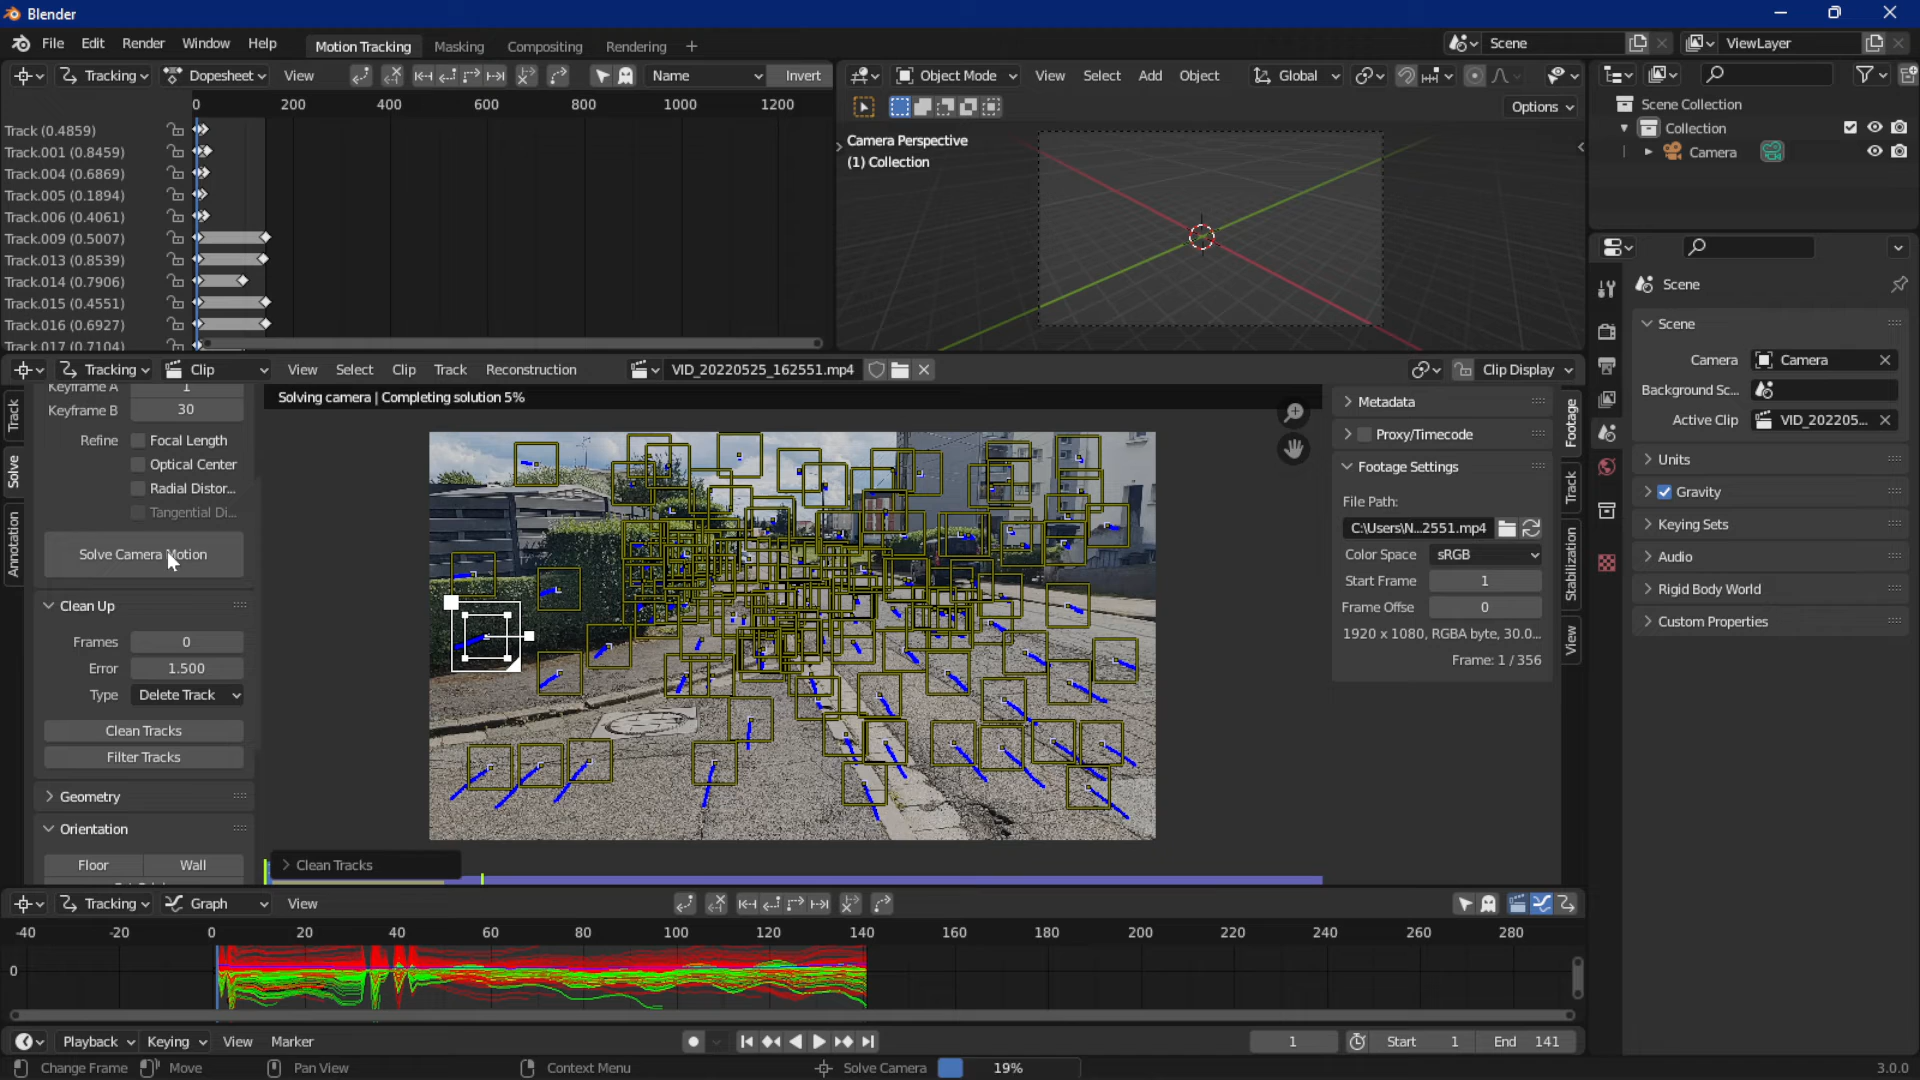 Blender
File Edit Render Window Help Motion Tracking Masking Compositing Rendering + Scene ViewLayer
Tracking Dopesheet View Name Invert
Object Mode View Select Add Object Global
0 200 400 600 800 1000 1200
Options
Track (0.4859)
Track.001 (0.8459)
Track.004 (0.6869)
Track.005 (0.1894)
Track.006 (0.4061)
Track.009 (0.5007)
Track.013 (0.8539)
Track.014 (0.7906)
Track.015 (0.4551)
Track.016 (0.6927)
Track.017 (0.7104)
Camera Perspective
(1) Collection
Scene Collection
Collection
Camera
Scene
Scene
Camera Camera
Background Sc...
Active Clip VID_202205...
Units
Gravity
Keying Sets
Audio
Rigid Body World
Custom Properties
Tracking Clip View Select Clip Track Reconstruction VID_20220525_162551.mp4 Clip Display
Track
Solve
Annotation
Keyframe A 1
Keyframe B 30
Refine Focal Length
Optical Center
Radial Distor...
Tangential Di...
Solve Camera Motion
Clean Up
Frames 0
Error 1.500
Type Delete Track
Clean Tracks
Filter Tracks
Geometry
Orientation
Floor Wall
Solving camera | Completing solution 5%
Clean Tracks
Metadata
Proxy/Timecode
Footage Settings
File Path:
C:\Users\N...2551.mp4
Color Space sRGB
Start Frame 1
Frame Offse 0
1920 x 1080, RGBA byte, 30.0...
Frame: 1 / 356
Footage
Track
Stabilization
View
Tracking Graph View
-40 -20 0 20 40 60 80 100 120 140 160 180 200 220 240 260 280
0
Playback Keying View Marker 1 Start 1 End 141
Change Frame Move Pan View Context Menu Solve Camera 19% 3.0.0